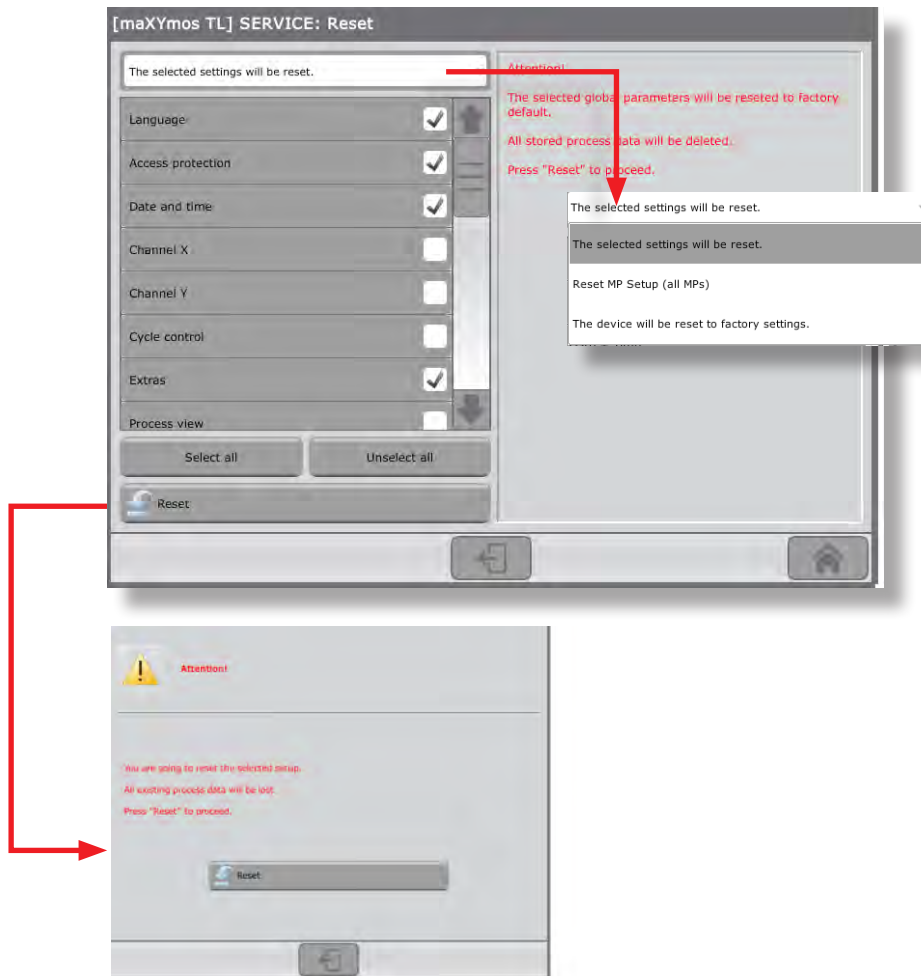 [maXYmos TL] SERVICE: Reset
The selected settings will be reset.
Language
Access protection
Date and time
Channel X
Channel Y
Cycle control
Extras
Process view
Select all
Unselect all
Reset
Attention!
The selected global parameters will be reseted to factory
default.
All stored process data will be deleted.
Press "Reset" to proceed.
The selected settings will be reset.
The selected settings will be reset.
Reset MP Setup (all MPs)
The device will be reset to factory settings.
Attention!
You are going to reset the selected setup.
All existing process data will be lost.
Press "Reset" to proceed.
Reset